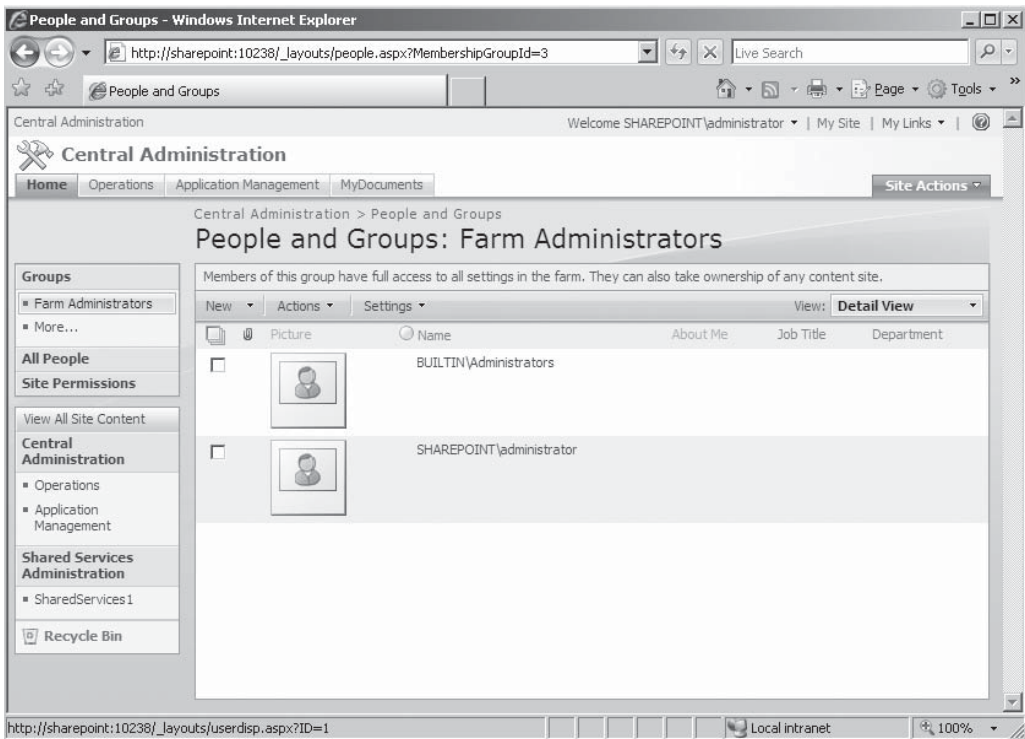 People and Groups - Windows Internet Explorer
http://sharepoint:10238/_layouts/people.aspx?MembershipGroupId=3
Live Search
People and Groups
Page
Tools
Central Administration
Welcome SHAREPOINT\administrator
My Site | My Links
Central Administration
Home
Operations
Application Management
MyDocuments
Site Actions
Central Administration > People and Groups
People and Groups: Farm Administrators
Groups
Farm Administrators
More...
All People
Site Permissions
View All Site Content
Central
Administration
Operations
Application
Management
Shared Services
Administration
SharedServices1
Recycle Bin
Members of this group have full access to all settings in the farm. They can also take ownership of any content site.
New
Actions
Settings
View: Detail View
Picture
Name
About Me
Job Title
Department
BUILTIN\Administrators
SHAREPOINT\administrator
http://sharepoint:10238/_layouts/userdisp.aspx?ID=1
Local intranet
100%